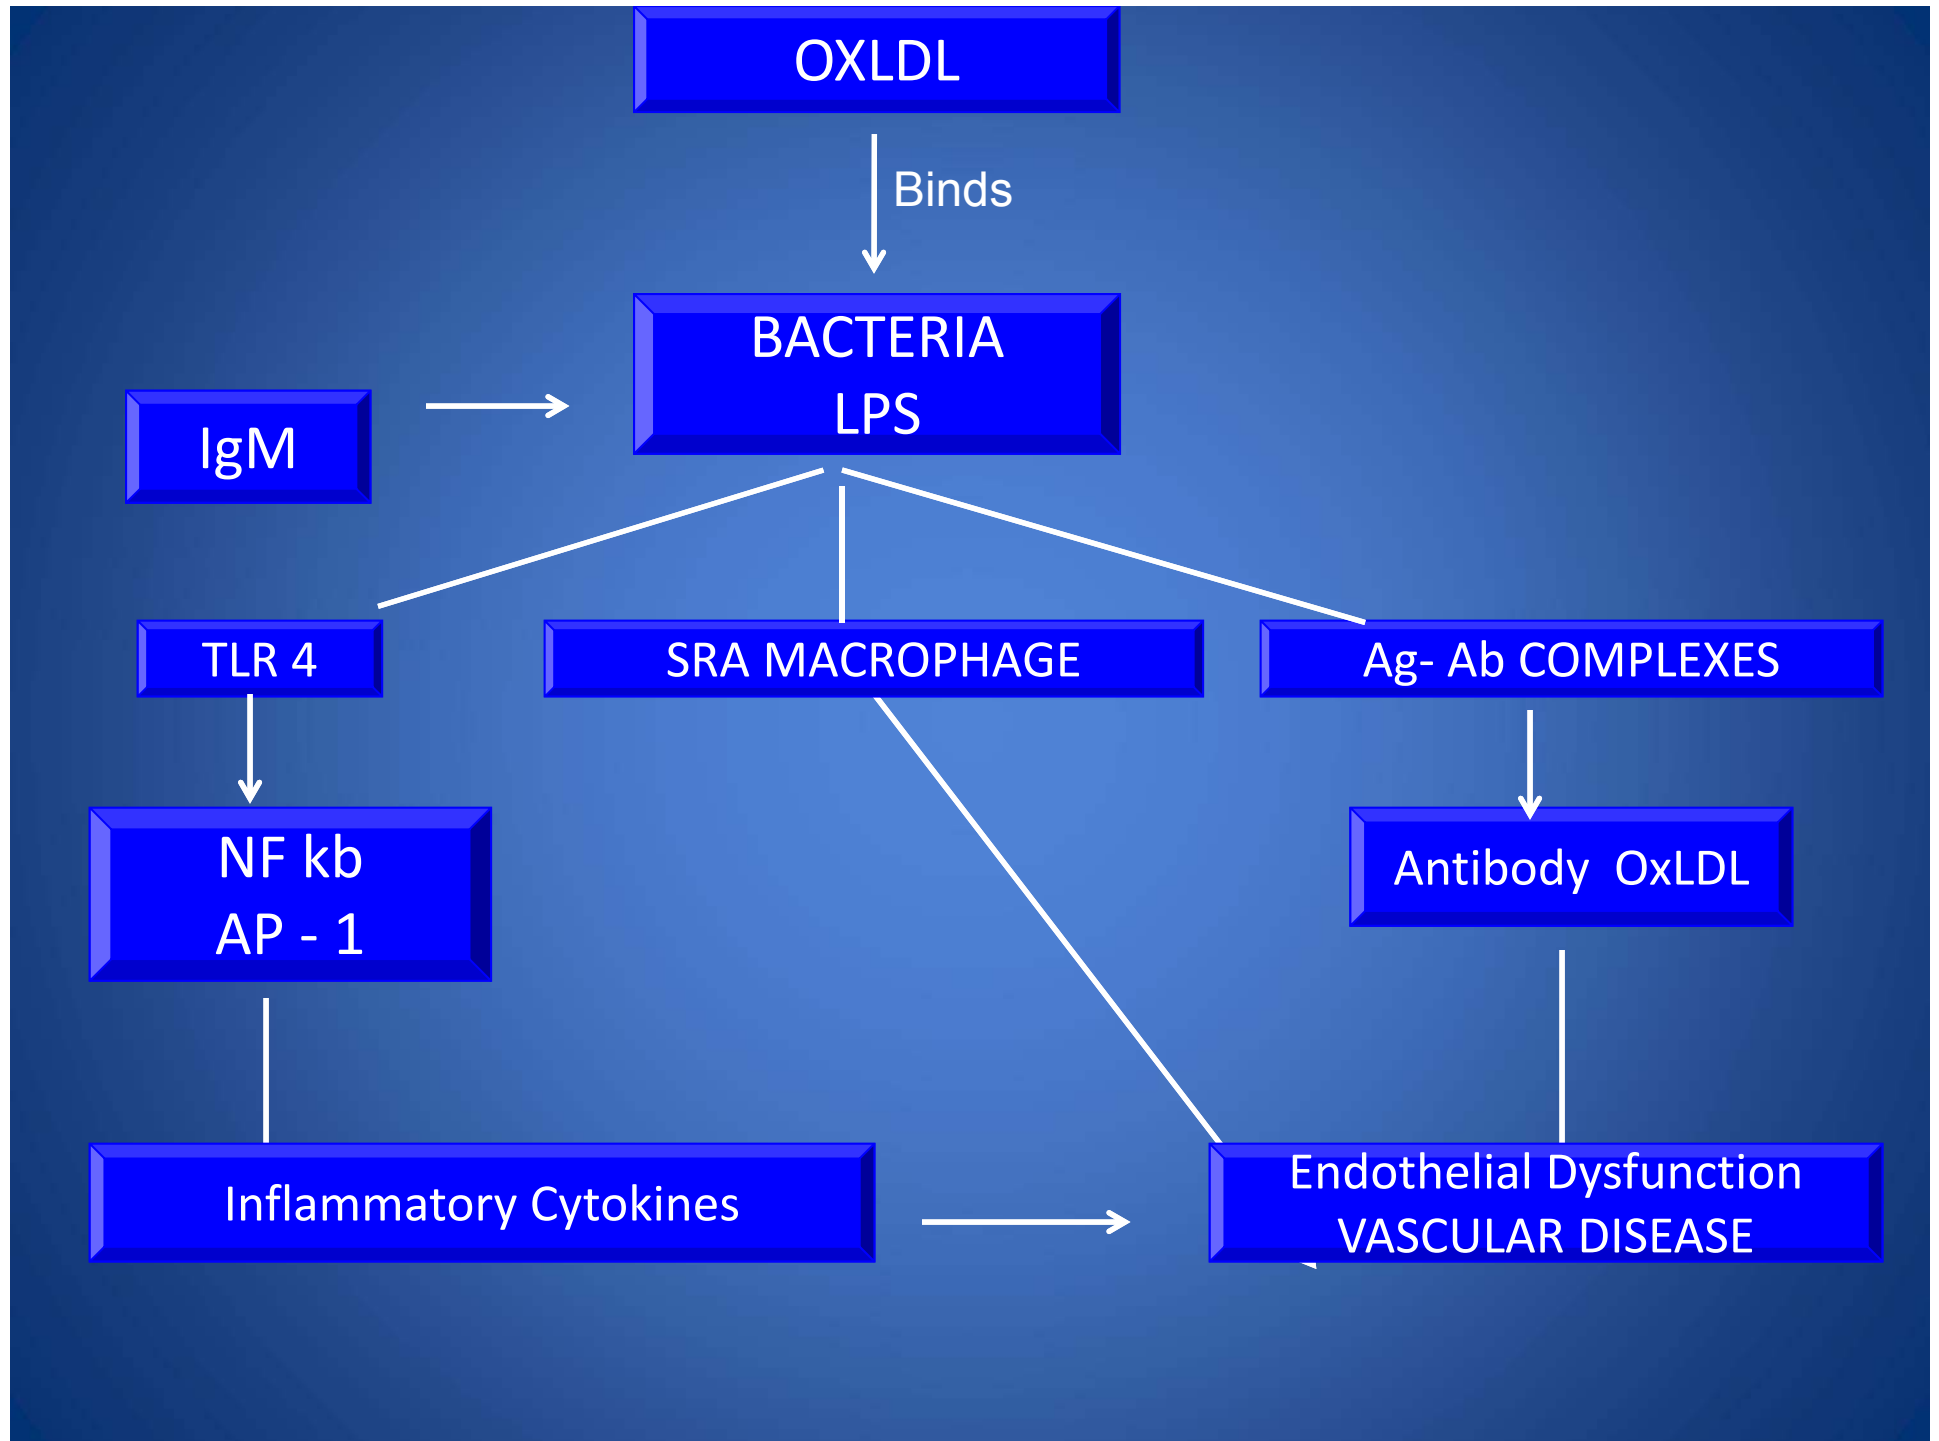 OXLDL
Binds
BACTERIA
LPS
IgM
TLR 4
SRA MACROPHAGE
Ag- Ab COMPLEXES
NF kb
AP - 1
Antibody  OxLDL
Inflammatory Cytokines
Endothelial Dysfunction
VASCULAR DISEASE